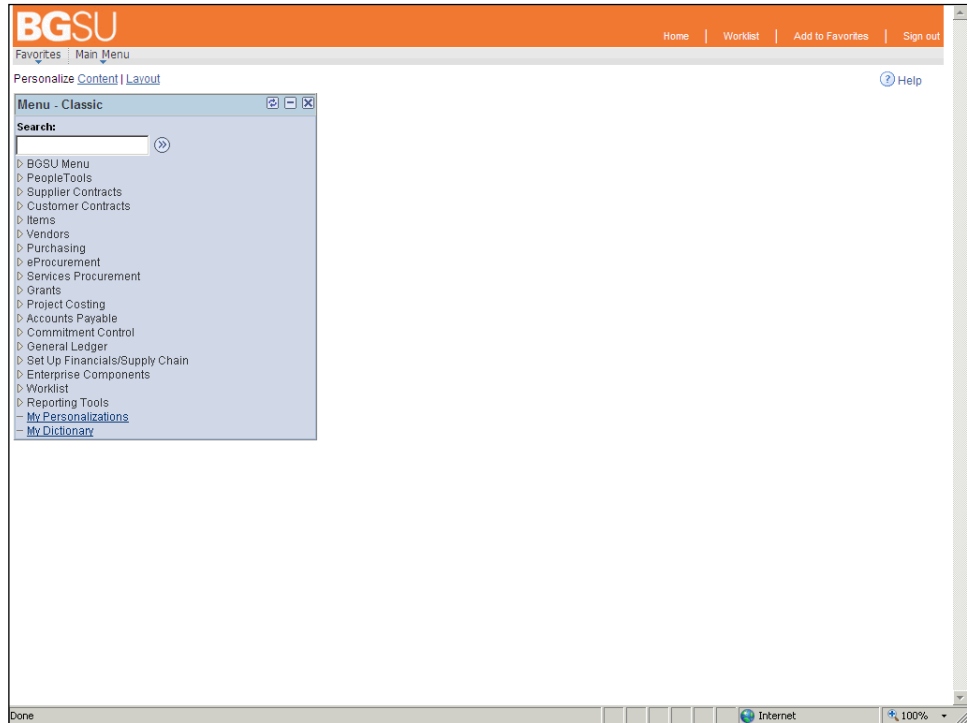 BGSU
Home | Worklist | Add to Favorites | Sign out
Favorites Main Menu
Personalize Content | Layout
Help
Menu - Classic
Search:
BGSU Menu
PeopleTools
Supplier Contracts
Customer Contracts
Items
Vendors
Purchasing
eProcurement
Services Procurement
Grants
Project Costing
Accounts Payable
Commitment Control
General Ledger
Set Up Financials/Supply Chain
Enterprise Components
Worklist
Reporting Tools
My Personalizations
My Dictionary
Done Internet 100%